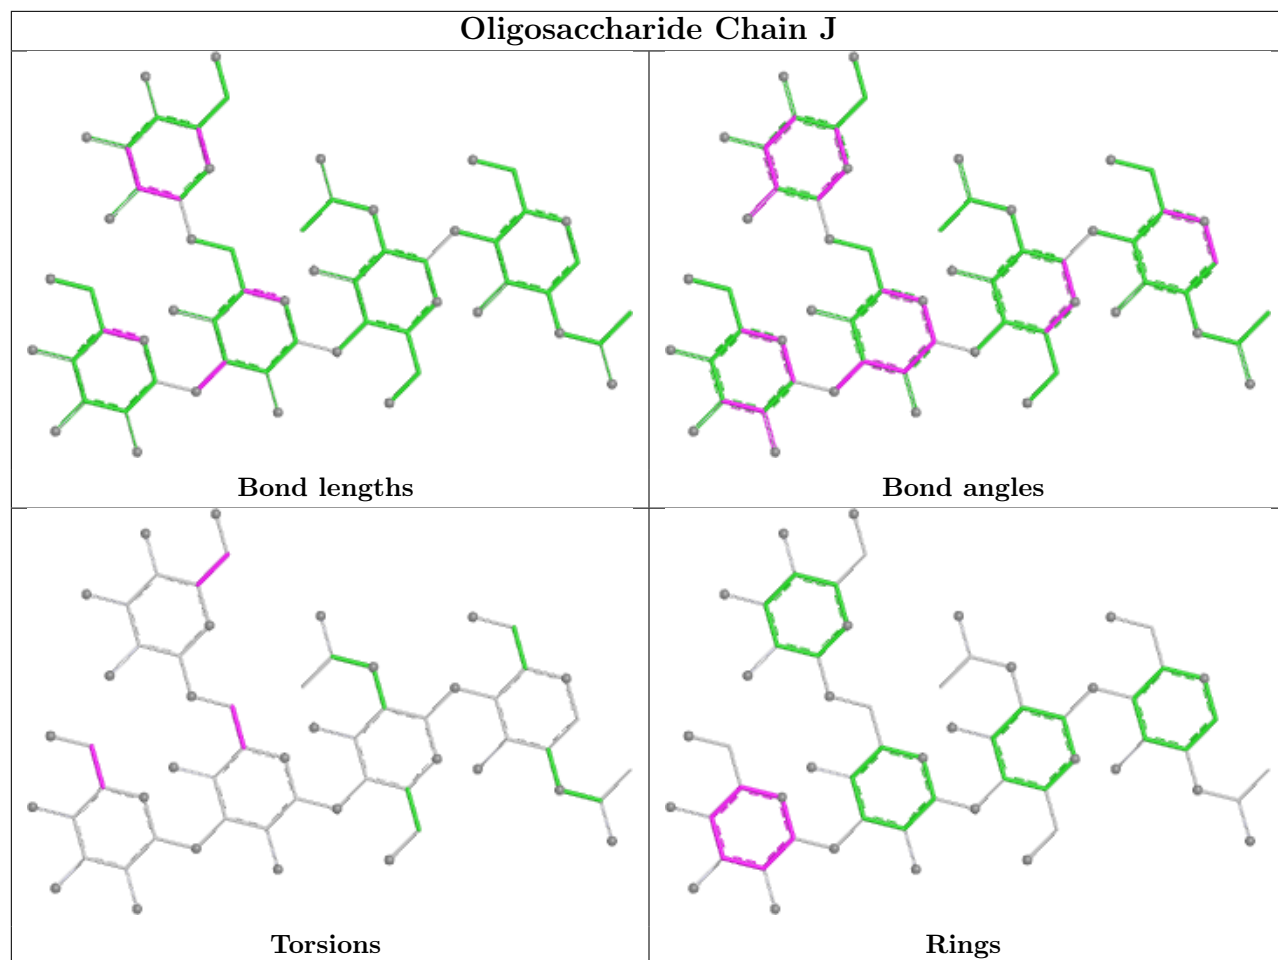 Oligosaccharide Chain J
Bond lengths
Bond angles
Torsions
Rings